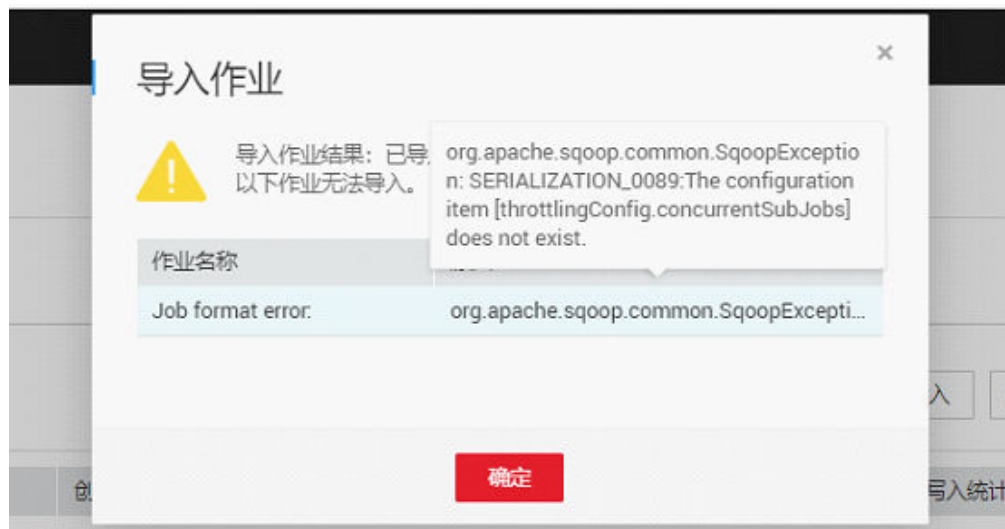 ×
导入作业
导入作业结果：已导
以下作业无法导入。
org.apache.sqoop.common.SqoopExceptio
n: SERIALIZATION_0089:The configuration
item [throttlingConfig.concurrentSubJobs]
does not exist.
作业名称
Job format error:
org.apache.sqoop.common.SqoopExcepti...
入
确定
创
写入统计